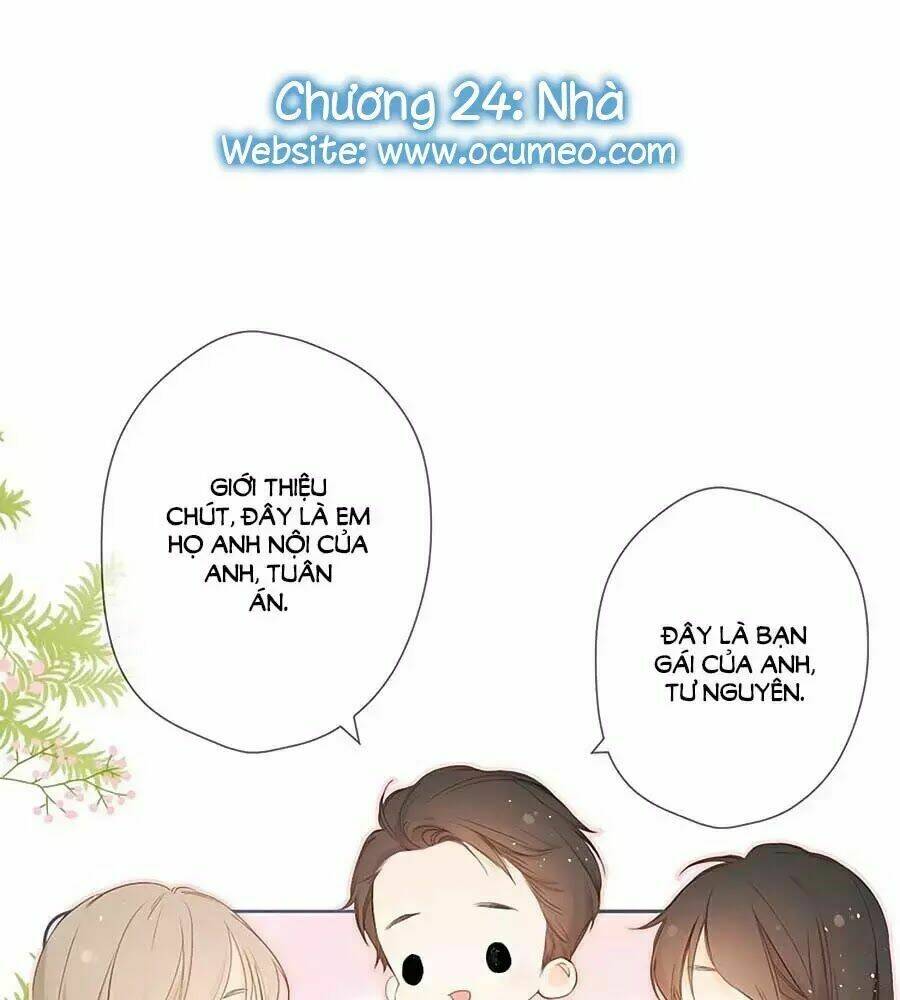 Chương 24: Nhà
Website: www.ocumeo.com
GIỚI THIỆU
CHÚT, ĐÂY LÀ EM
HỌ ANH NỘI CỦA
ANH, TUÂN
ÁN.
ĐÂY LÀ BẠN
GÁI CỦA ANH,
TƯ NGUYÊN.